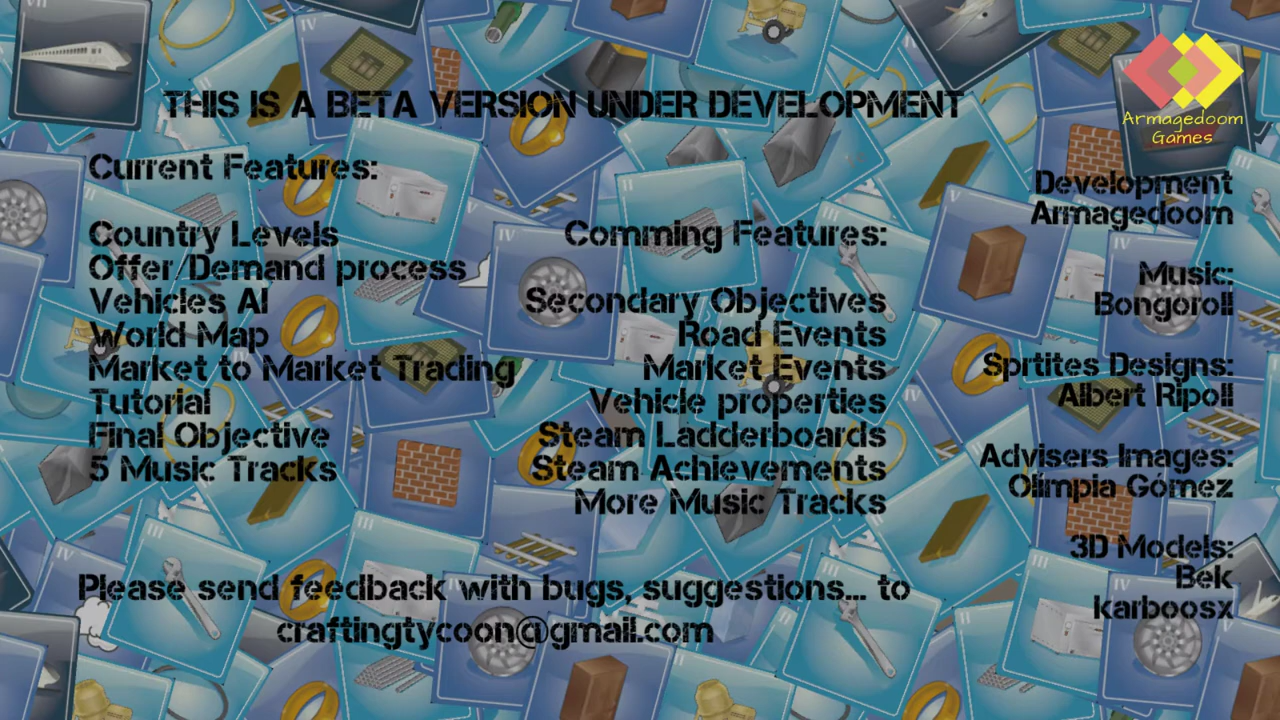 THIS IS A BETA VERSION UNDER DEVELOPMENT
Current Features:
Country Levels
Offer/Demand process
Vehicles AI
World Map
Market to Market Trading
Tutorial
Final Objective
5 Music Tracks
Comming Features:
Secondary Objectives
Road Events
Market Events
Vehicle properties
Steam Ladderboards
Steam Achievements
More Music Tracks
Armagedoom
Games
Development
Armagedoom
Music:
Bongoroll
Sprtites Designs:
Albert Ripoll
Advisers Images:
Olimpia Gómez
3D Models:
Bek
karboosx
Please send feedback with bugs, suggestions... to
craftingtycoon@gmail.com